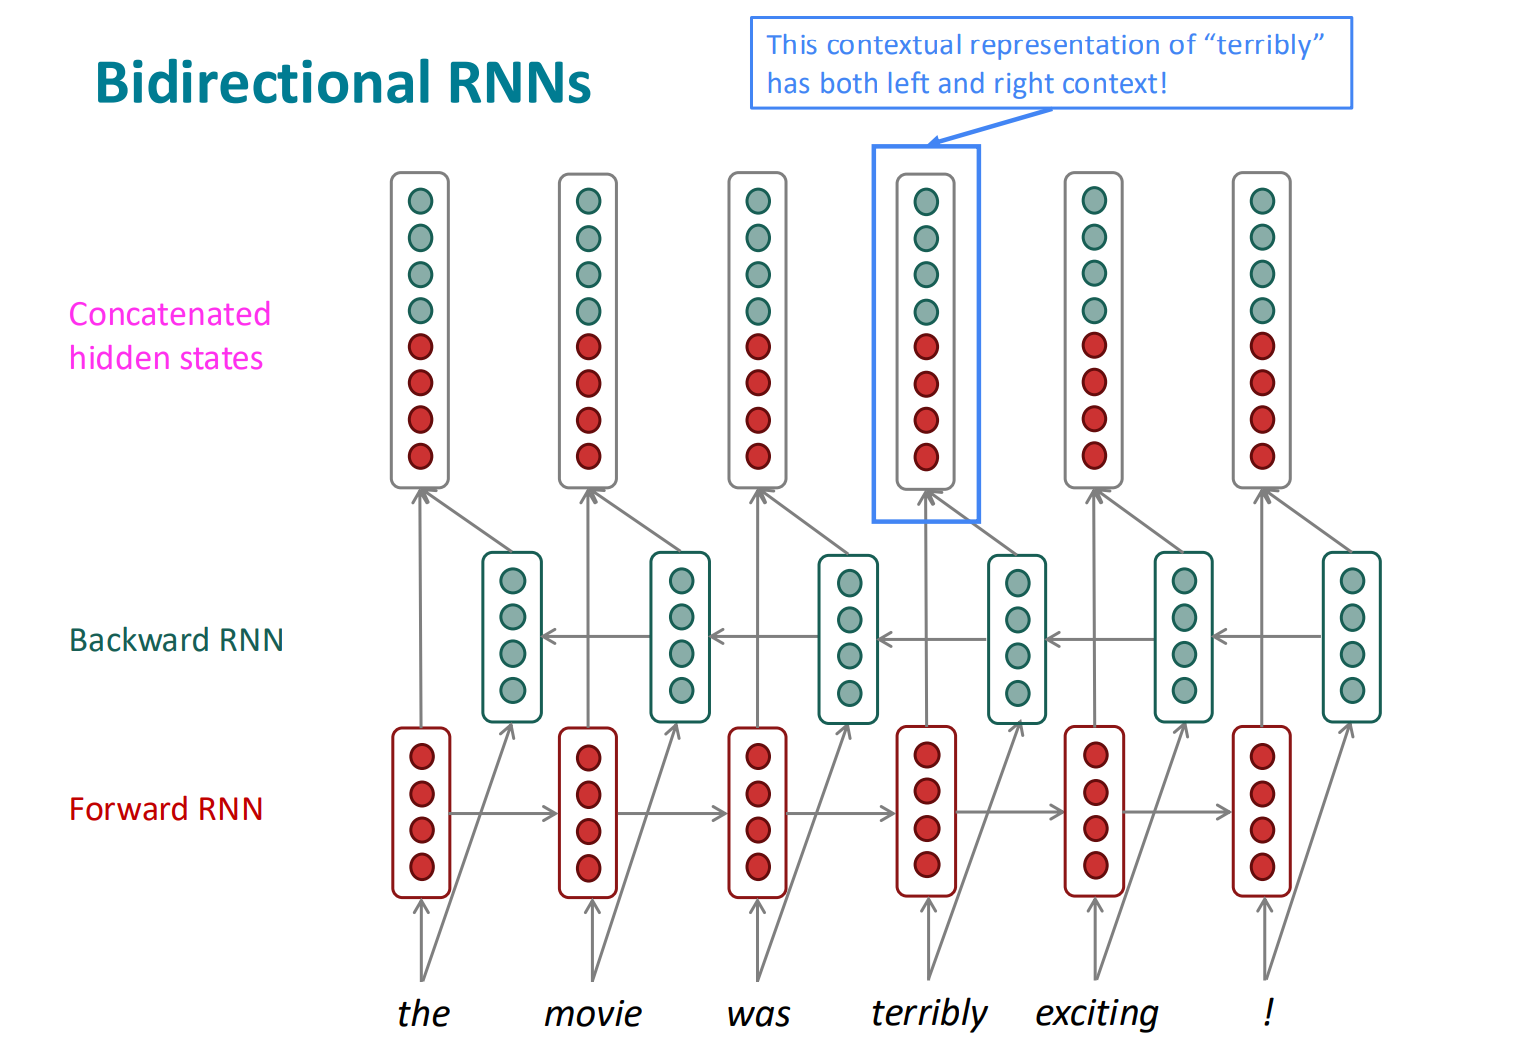 Bidirectional RNNs
This contextual representation of “terribly”
has both left and right context!
Concatenated
hidden states
Backward RNN
Forward RNN
the movie was terribly exciting !